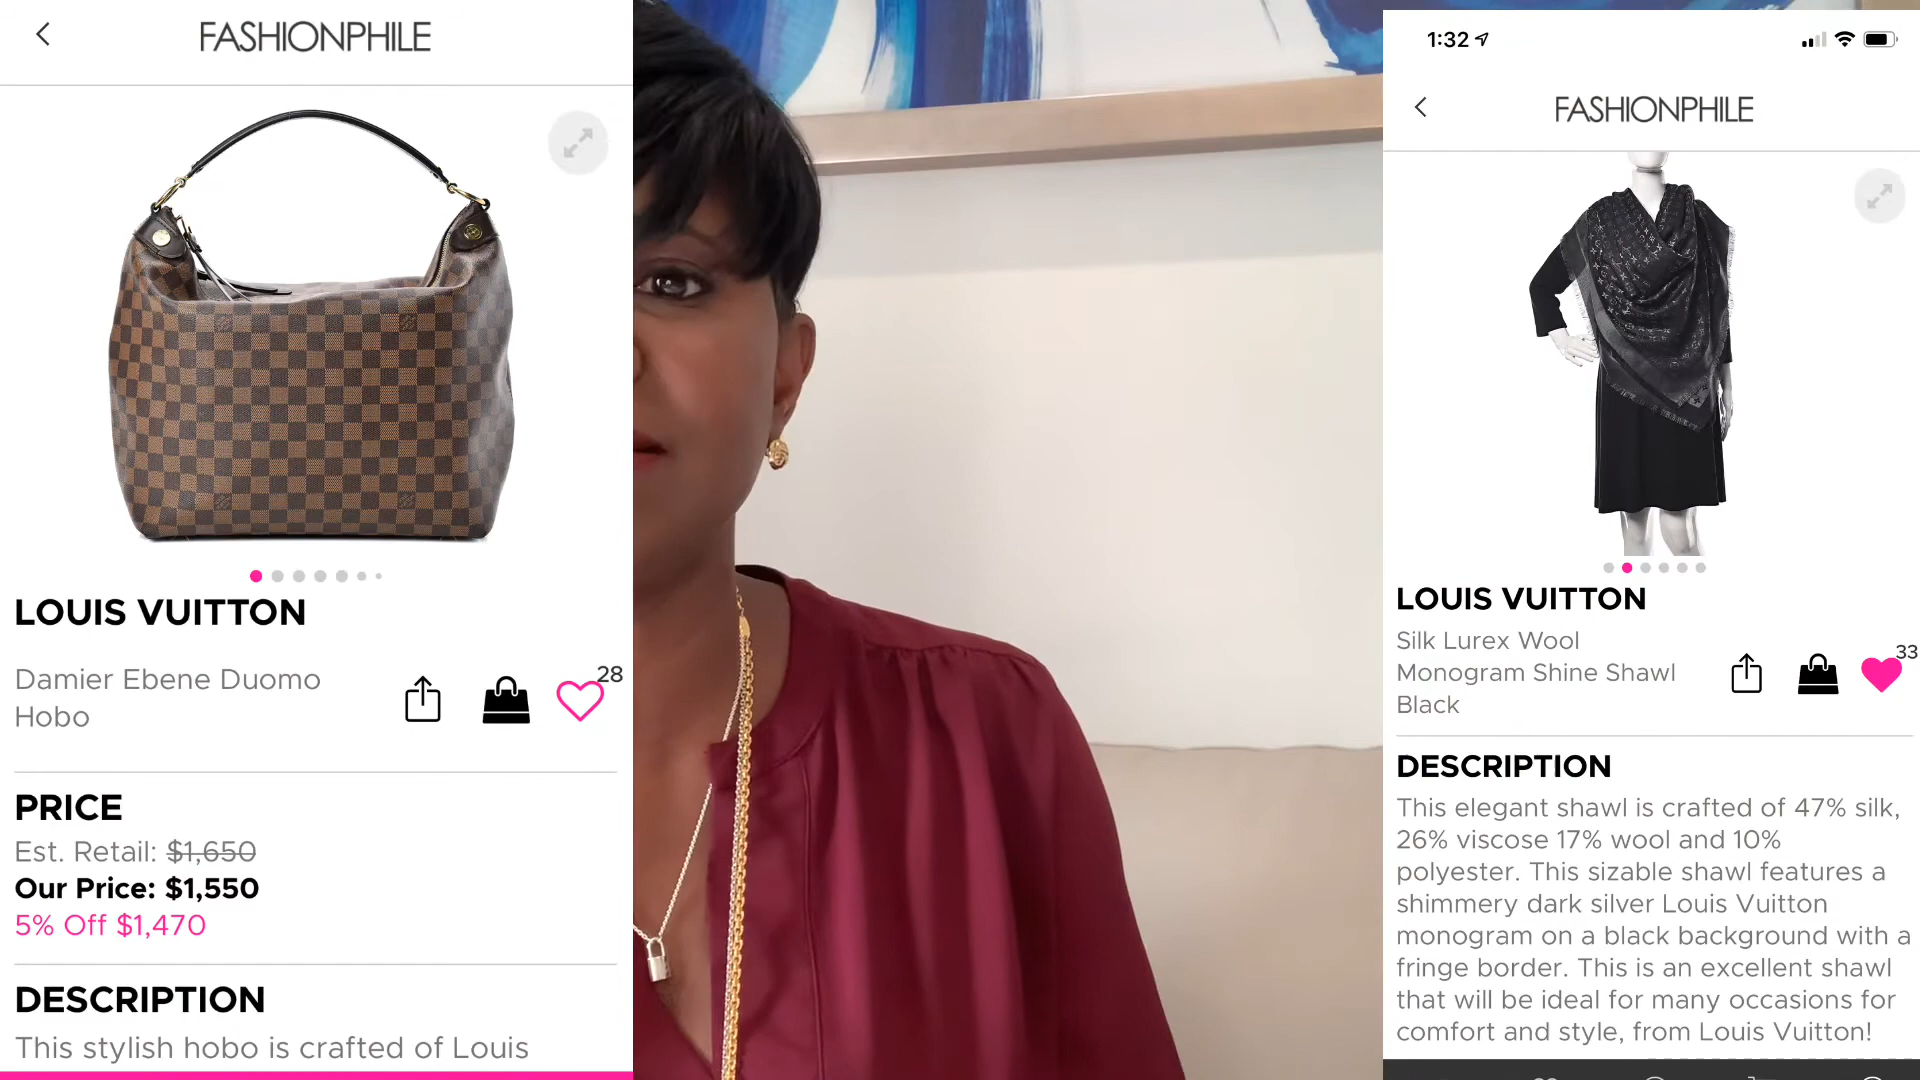 FASHIONPHILE
LOUIS VUITTON
Damier Ebene Duomo
Hobo
28
PRICE
Est. Retail: $1,650
Our Price: $1,550
5% Off $1,470
DESCRIPTION
This stylish hobo is crafted of Louis
1:32
FASHIONPHILE
LOUIS VUITTON
Silk Lurex Wool
Monogram Shine Shawl
Black
33
DESCRIPTION
This elegant shawl is crafted of 47% silk,
26% viscose 17% wool and 10%
polyester. This sizable shawl features a
shimmery dark silver Louis Vuitton
monogram on a black background with a
fringe border. This is an excellent shawl
that will be ideal for many occasions for
comfort and style, from Louis Vuitton!